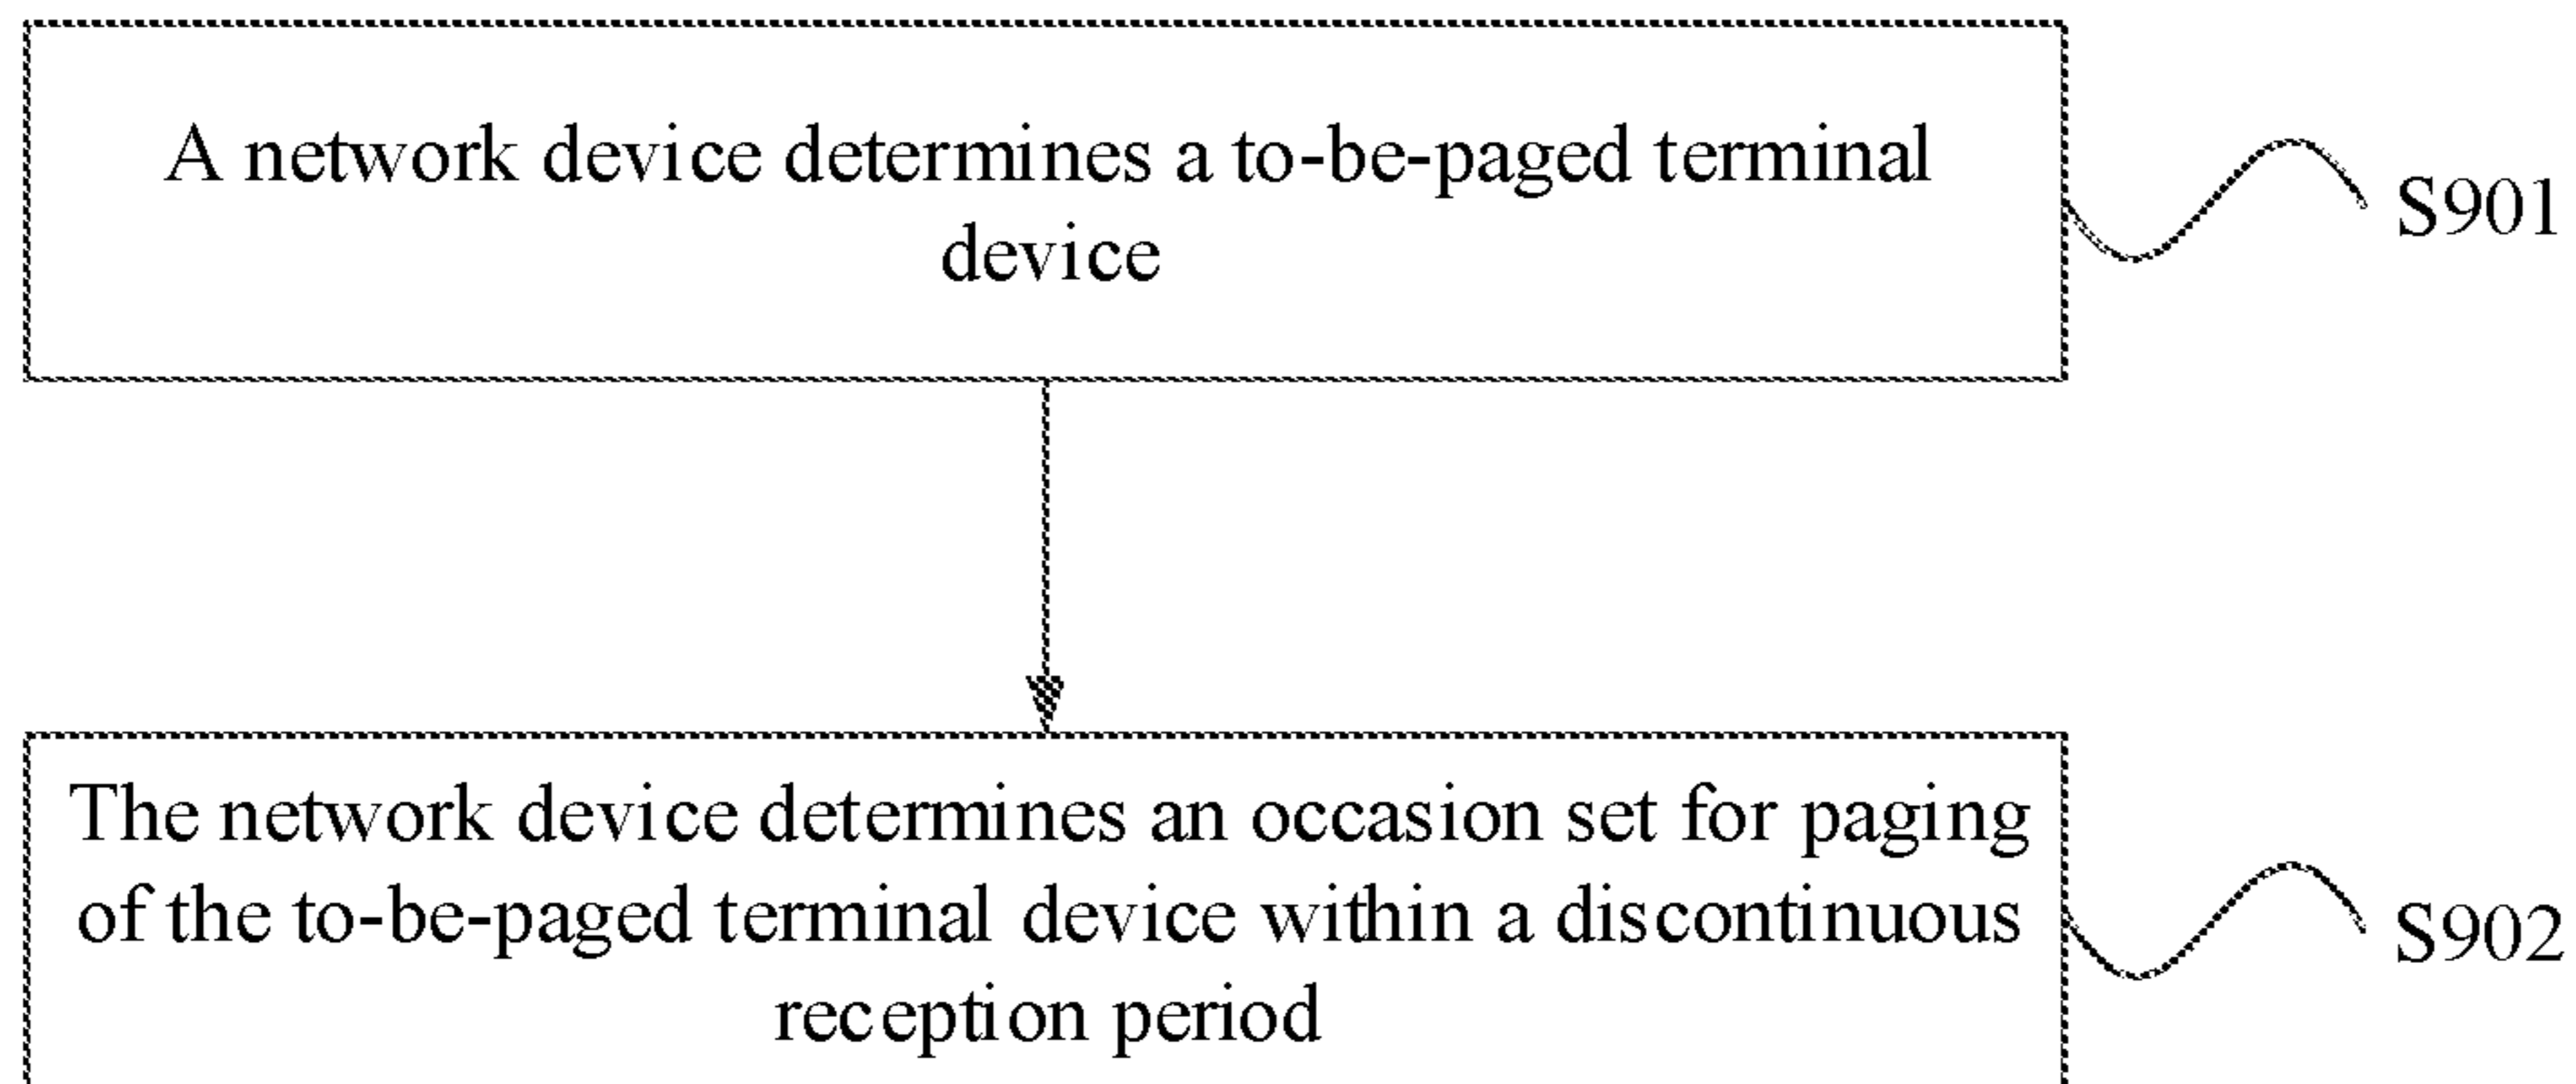 A network device determines a to-be-paged terminal
device
S901
The network device determines an occasion set for paging
of the to-be-paged terminal device within a discontinuous
reception period
S902